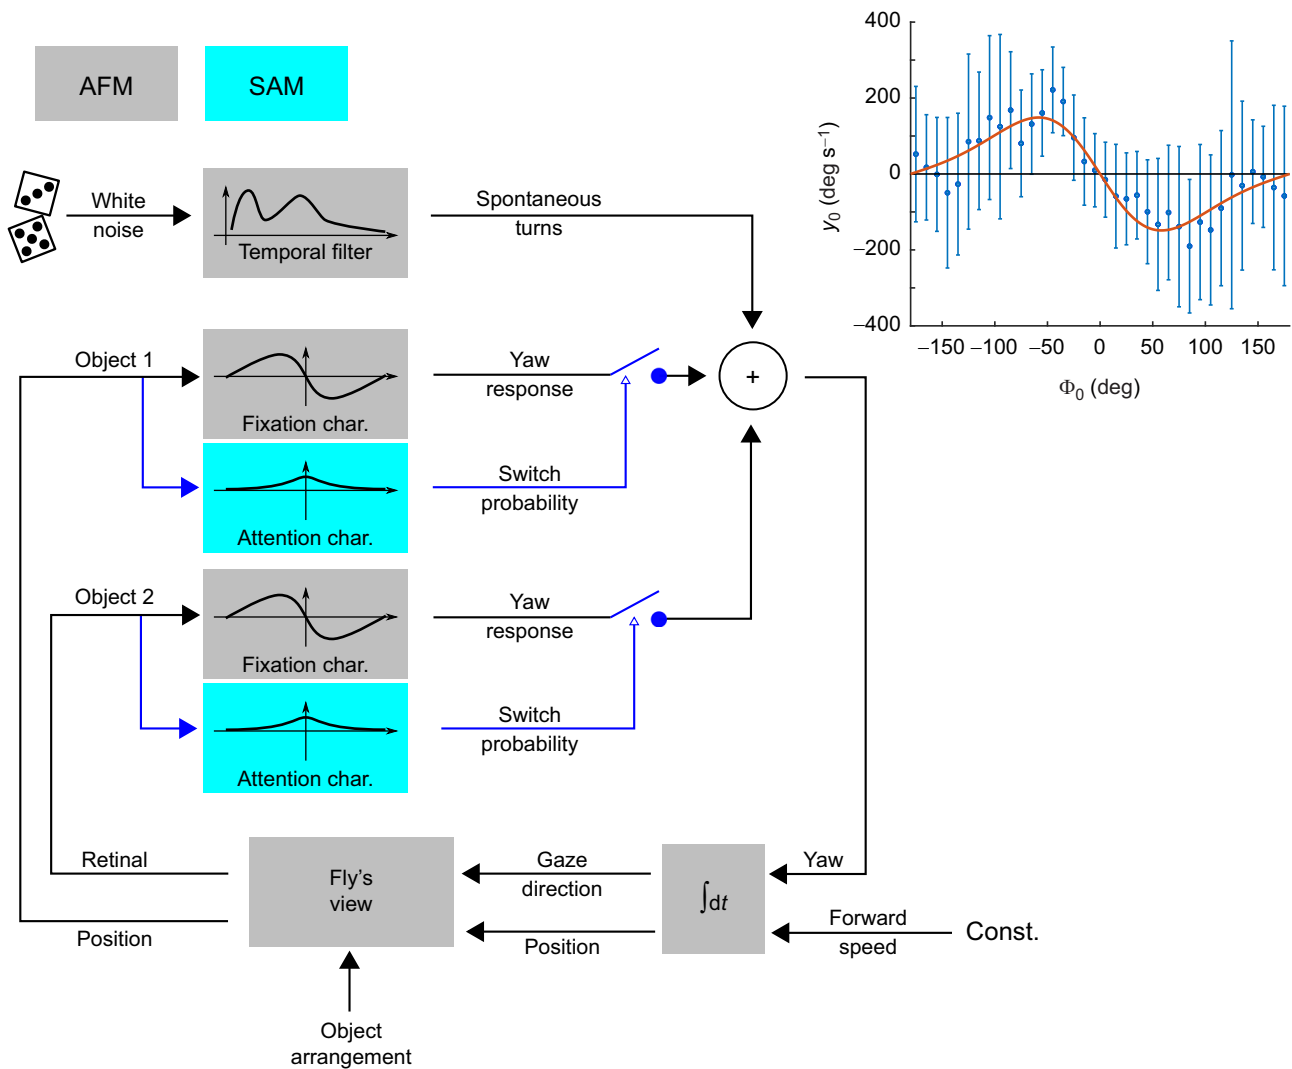 AFM
SAM
White
noise
Temporal filter
Spontaneous
turns
Object 1
Fixation char.
Yaw
response
Attention char.
Switch
probability
+
Object 2
Fixation char.
Yaw
response
Attention char.
Switch
probability
Retinal
Position
Fly's
view
Gaze
direction
Position
∫dt
Yaw
Forward
speed
Const.
Object
arrangement
400
200
0
−200
−400
y0 (deg s−1)
−150 −100 −50 0 50 100 150
Φ0 (deg)